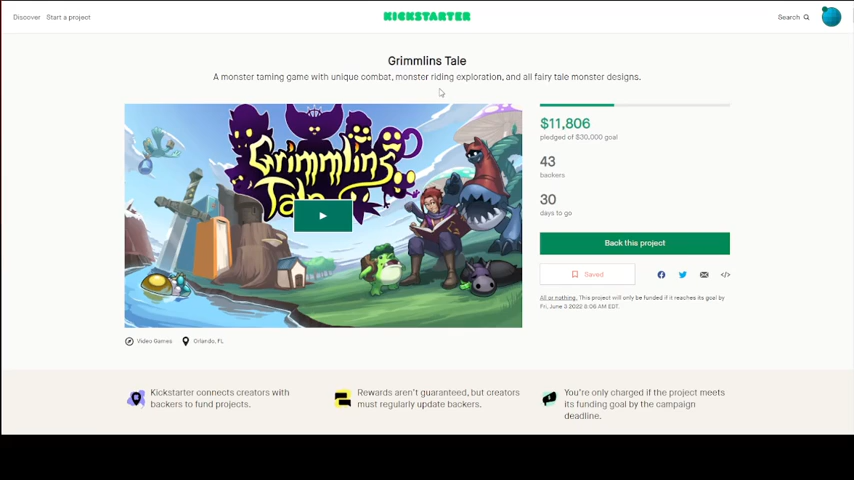 Discover Start a project
KICKSTARTER
Search
Grimmlins Tale
A monster taming game with unique combat, monster riding exploration, and all fairy tale monster designs.
Grimmlins
Tale
$11,806
pledged of $30,000 goal
43
backers
30
days to go
Back this project
Saved
All or nothing. This project will only be funded if it reaches its goal by
Fri, June 3 2022 8:08 AM EDT.
Video Games Orlando, FL
Kickstarter connects creators with
backers to fund projects.
Rewards aren't guaranteed, but creators
must regularly update backers.
You're only charged if the project meets
its funding goal by the campaign
deadline.